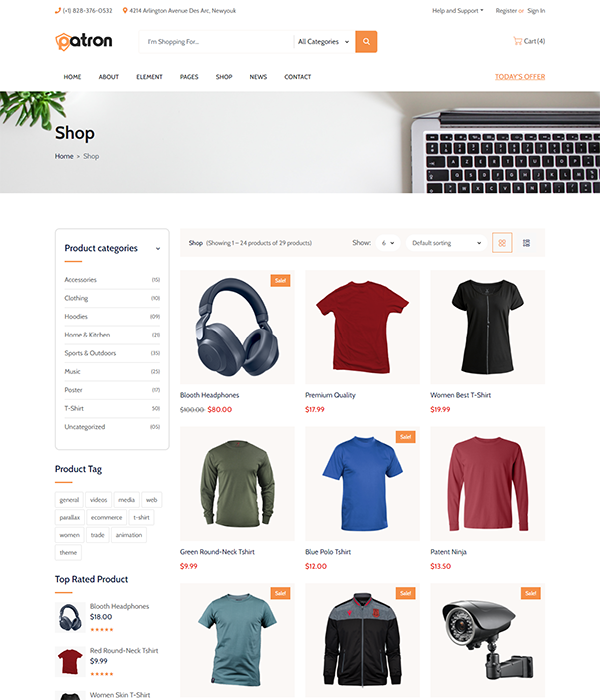 (+1) 828-376-0532 4214 Arlington Avenue Des Arc, Newyouk Help and Support Register or Sign In
patron I'm Shopping For... All Categories Cart(4)
HOME ABOUT ELEMENT PAGES SHOP NEWS CONTACT TODAY'S OFFER
Shop
Home > Shop
Product categories
Accessories (15)
Clothing (10)
Hoodies (09)
Home & Kitchen (21)
Sports & Outdoors (35)
Music (25)
Poster (17)
T-Shirt 50)
Uncategorized (05)
Product Tag
general videos media web
parallax ecommerce t-shirt
women trade animation
theme
Top Rated Product
Blooth Headphones
$18.00
Red Round-Neck Tshirt
$9.99
Women Skin T-Shirt
Shop (Showing 1 – 24 products of 29 products) Show: 6 Default sorting
Sale!
Blooth Headphones Premium Quality Women Best T-Shirt
$100.00 $80.00 $17.99 $19.99
Sale!
Green Round-Neck Tshirt Blue Polo Tshirt Patent Ninja
$9.99 $12.00 $13.50
Sale! Sale! Sale!